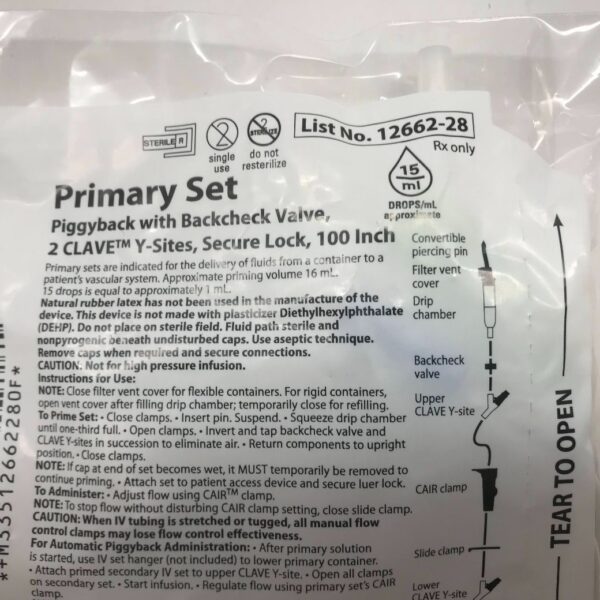 List No. 12662-28
Rx only
STERILE R
2
single
use
2
STERILIZE
do not
resterilize
15
ml
DROPS/mL
approximate
Primary Set
Piggyback with Backcheck Valve,
2 CLAVE™ Y-Sites, Secure Lock, 100 Inch
Primary sets are indicated for the delivery of fluids from a container to a
patient's vascular system. Approximate priming volume 16 mL.
15 drops is equal to approximately 1 mL.
Natural rubber latex has not been used in the manufacture of the
device. This device is not made with plasticizer Diethylhexylphthalate
(DEHP). Do not place on sterile field. Fluid path sterile and
nonpyrogenic beneath undisturbed caps. Use aseptic technique.
Remove caps when required and secure connections.
CAUTION: Not for high pressure infusion.
Instructions for Use:
NOTE: Close filter vent cover for flexible containers. For rigid containers,
open vent cover after filling drip chamber; temporarily close for refilling.
To Prime Set: • Close clamps. • Insert pin. Suspend. • Squeeze drip chamber
until one-third full. • Open clamps. • Invert and tap backcheck valve and
CLAVE Y-sites in succession to eliminate air. • Return components to upright
position. • Close clamps.
NOTE: If cap at end of set becomes wet, it MUST temporarily be removed to
continue priming. • Attach set to patient access device and secure luer lock.
To Administer: • Adjust flow using CAIR™ clamp.
NOTE: To stop flow without disturbing CAIR clamp setting, close slide clamp.
CAUTION: When IV tubing is stretched or tugged, all manual flow
control clamps may lose flow control effectiveness.
For Automatic Piggyback Administration: • After primary solution
is started, use IV set hanger (not included) to lower primary container.
• Attach primed secondary IV set to upper CLAVE Y-site. • Open all clamps
on secondary set. • Start infusion. • Regulate flow using primary set's CAIR
clamp.
Convertible
piercing pin
Filter vent
cover
Drip
chamber
Backcheck
valve
Upper
CLAVE Y-site
CAIR clamp
Slide clamp
Lower
CLAVE Y-site
TEAR TO OPEN
*+M335126622280F*